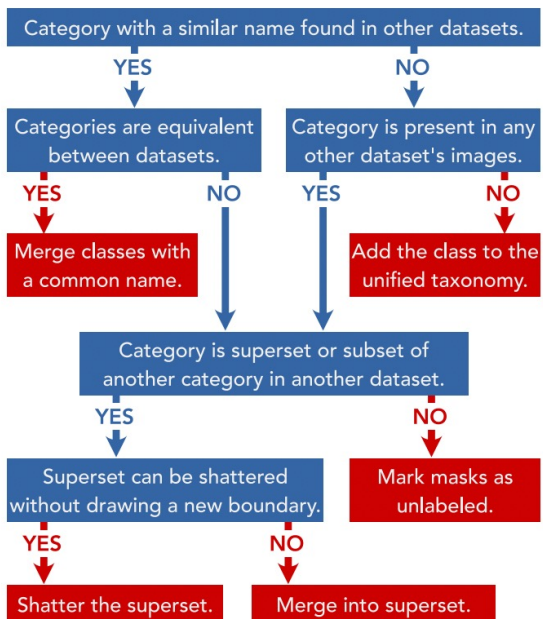 Category with a similar name found in other datasets.
YES
NO
Categories are equivalent
between datasets.
Category is present in any
other dataset's images.
YES
NO
YES
NO
Merge classes with
a common name.
Add the class to the
unified taxonomy.
Category is superset or subset of
another category in another dataset.
YES
NO
Superset can be shattered
without drawing a new boundary.
Mark masks as
unlabeled.
YES
NO
Shatter the superset.
Merge into superset.